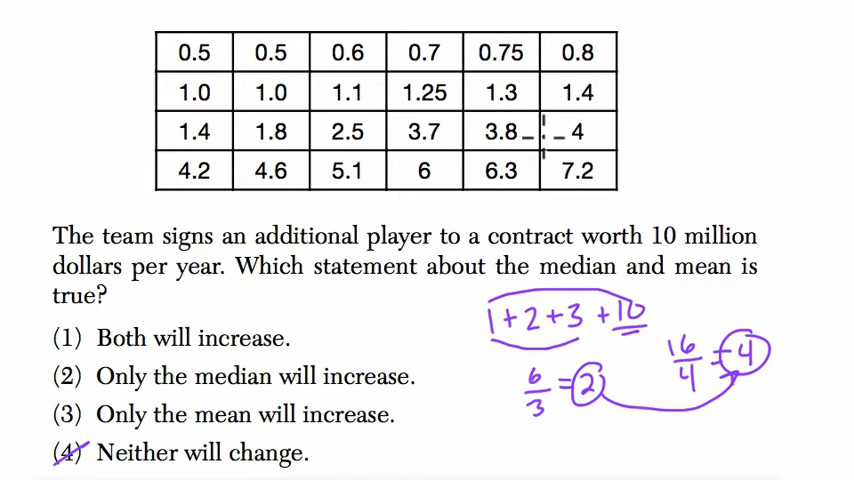 0.5 0.5 0.6 0.7 0.75 0.8
1.0 1.0 1.1 1.25 1.3 1.4
1.4 1.8 2.5 3.7 3.8 4
4.2 4.6 5.1 6 6.3 7.2
The team signs an additional player to a contract worth 10 million
dollars per year. Which statement about the median and mean is
true?
1+2+3+10
(1) Both will increase.
16/4 = 4
(2) Only the median will increase.
6/3 = 2
(3) Only the mean will increase.
(4) Neither will change.